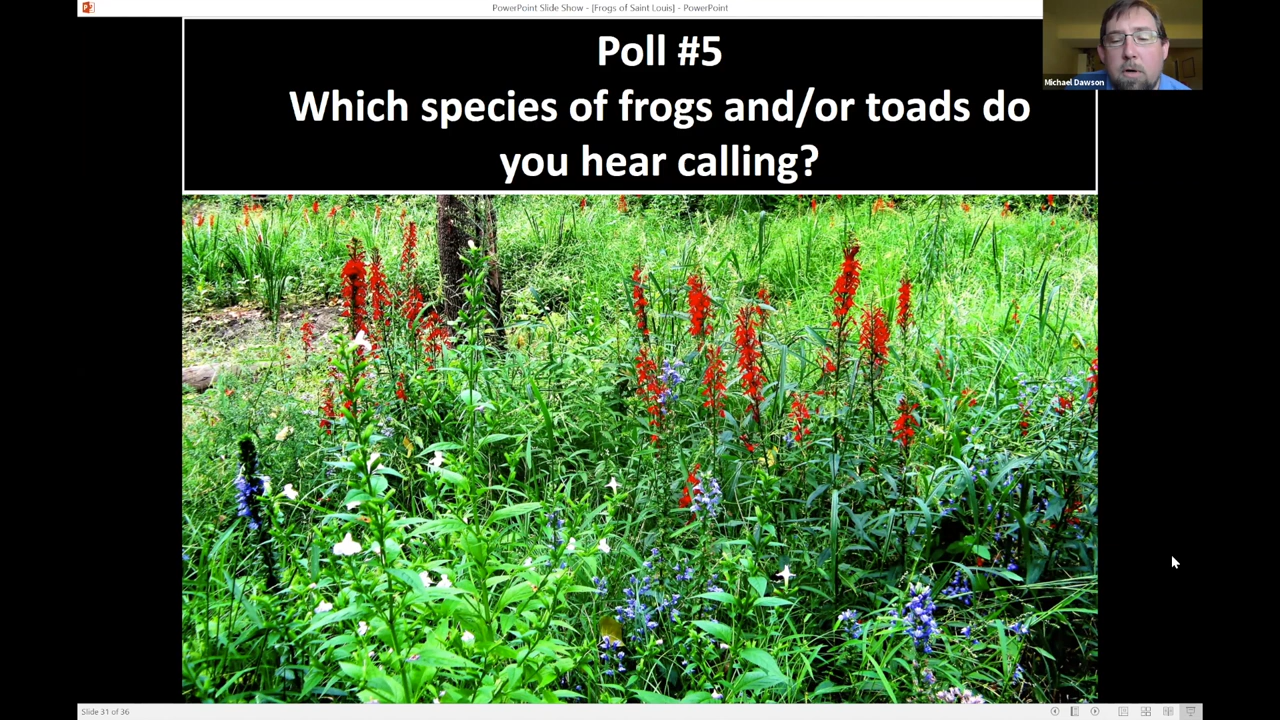 PowerPoint Slide Show - [Frogs of Saint Louis] - PowerPoint
Poll #5
Which species of frogs and/or toads do
you hear calling?
Michael Dawson
Slide 31 of 36